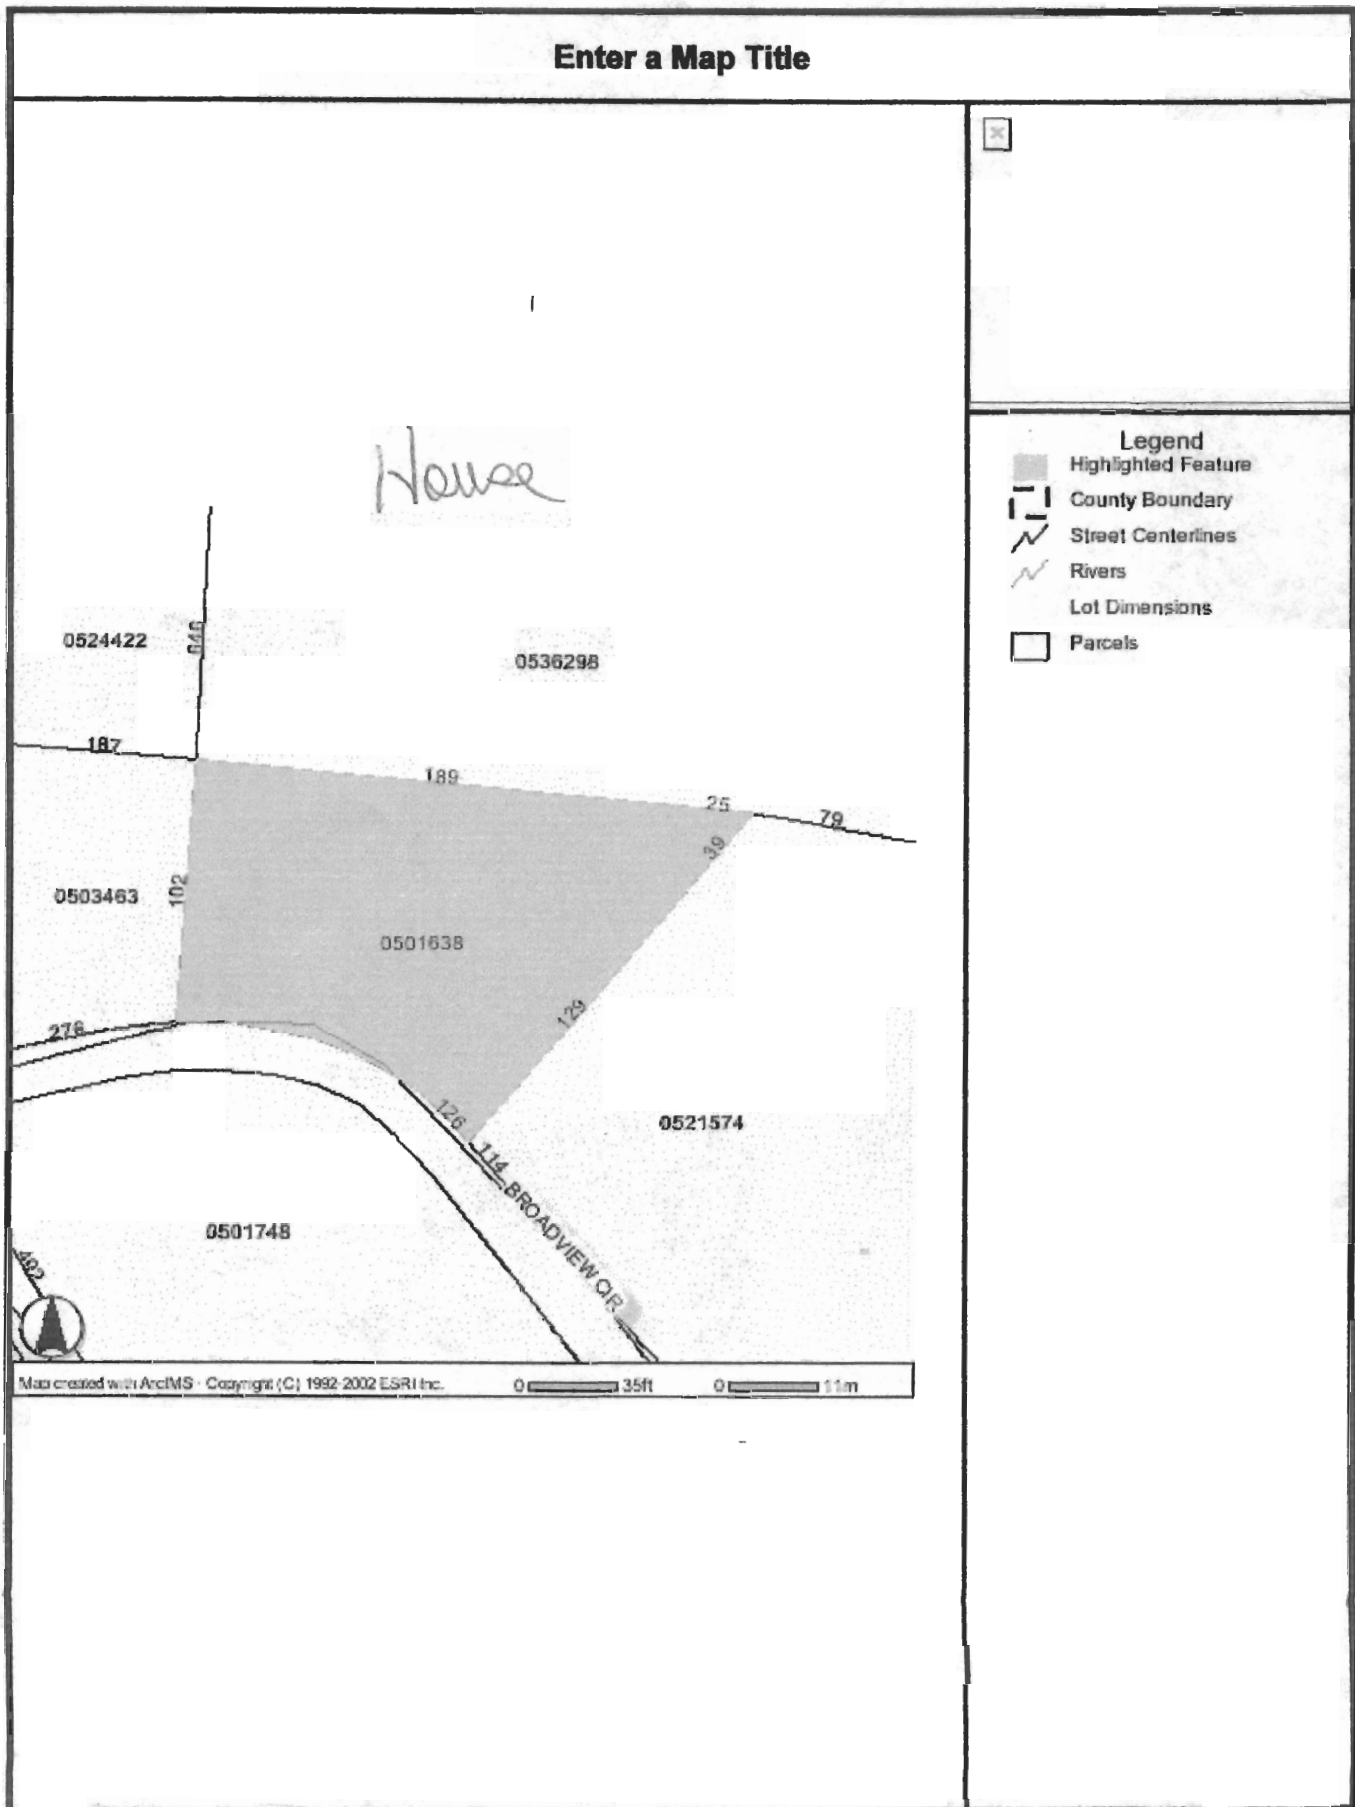 Enter a Map Title
House
0524422
646
0536298
187
189
25
79
39
0503463
102
0501638
129
276
126
0521574
114
BROADVIEW CIR
0501748
492
Map created with ArcIMS - Copyright (C) 1992-2002 ESRI Inc.
0 35ft
0 11m
Legend
Highlighted Feature
County Boundary
Street Centerlines
Rivers
Lot Dimensions
Parcels